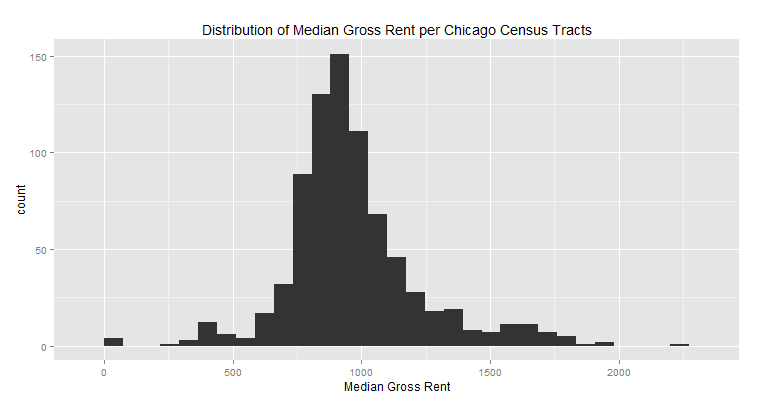 Distribution of Median Gross Rent per Chicago Census Tracts
150
100
50
0
count
0 500 1000 1500 2000
Median Gross Rent